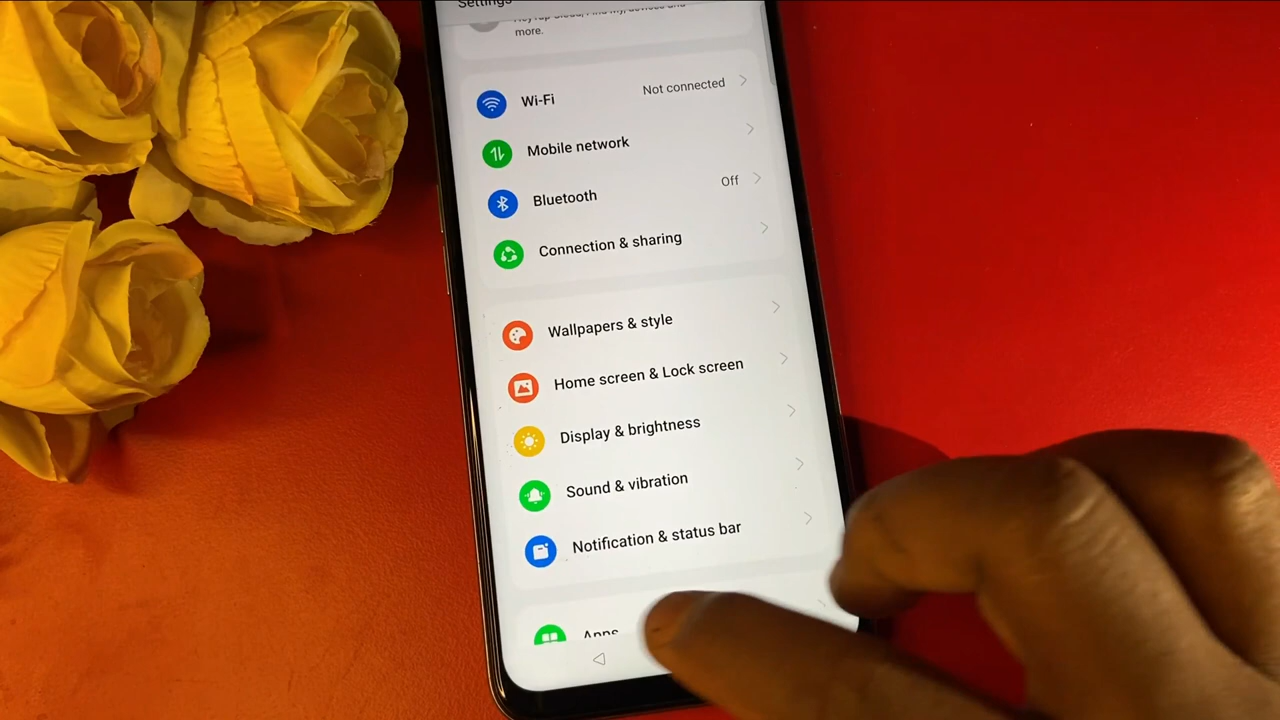 Settings
more.
Wi-Fi Not connected
Mobile network
Bluetooth Off
Connection & sharing
Wallpapers & style
Home screen & Lock screen
Display & brightness
Sound & vibration
Notification & status bar
Apps